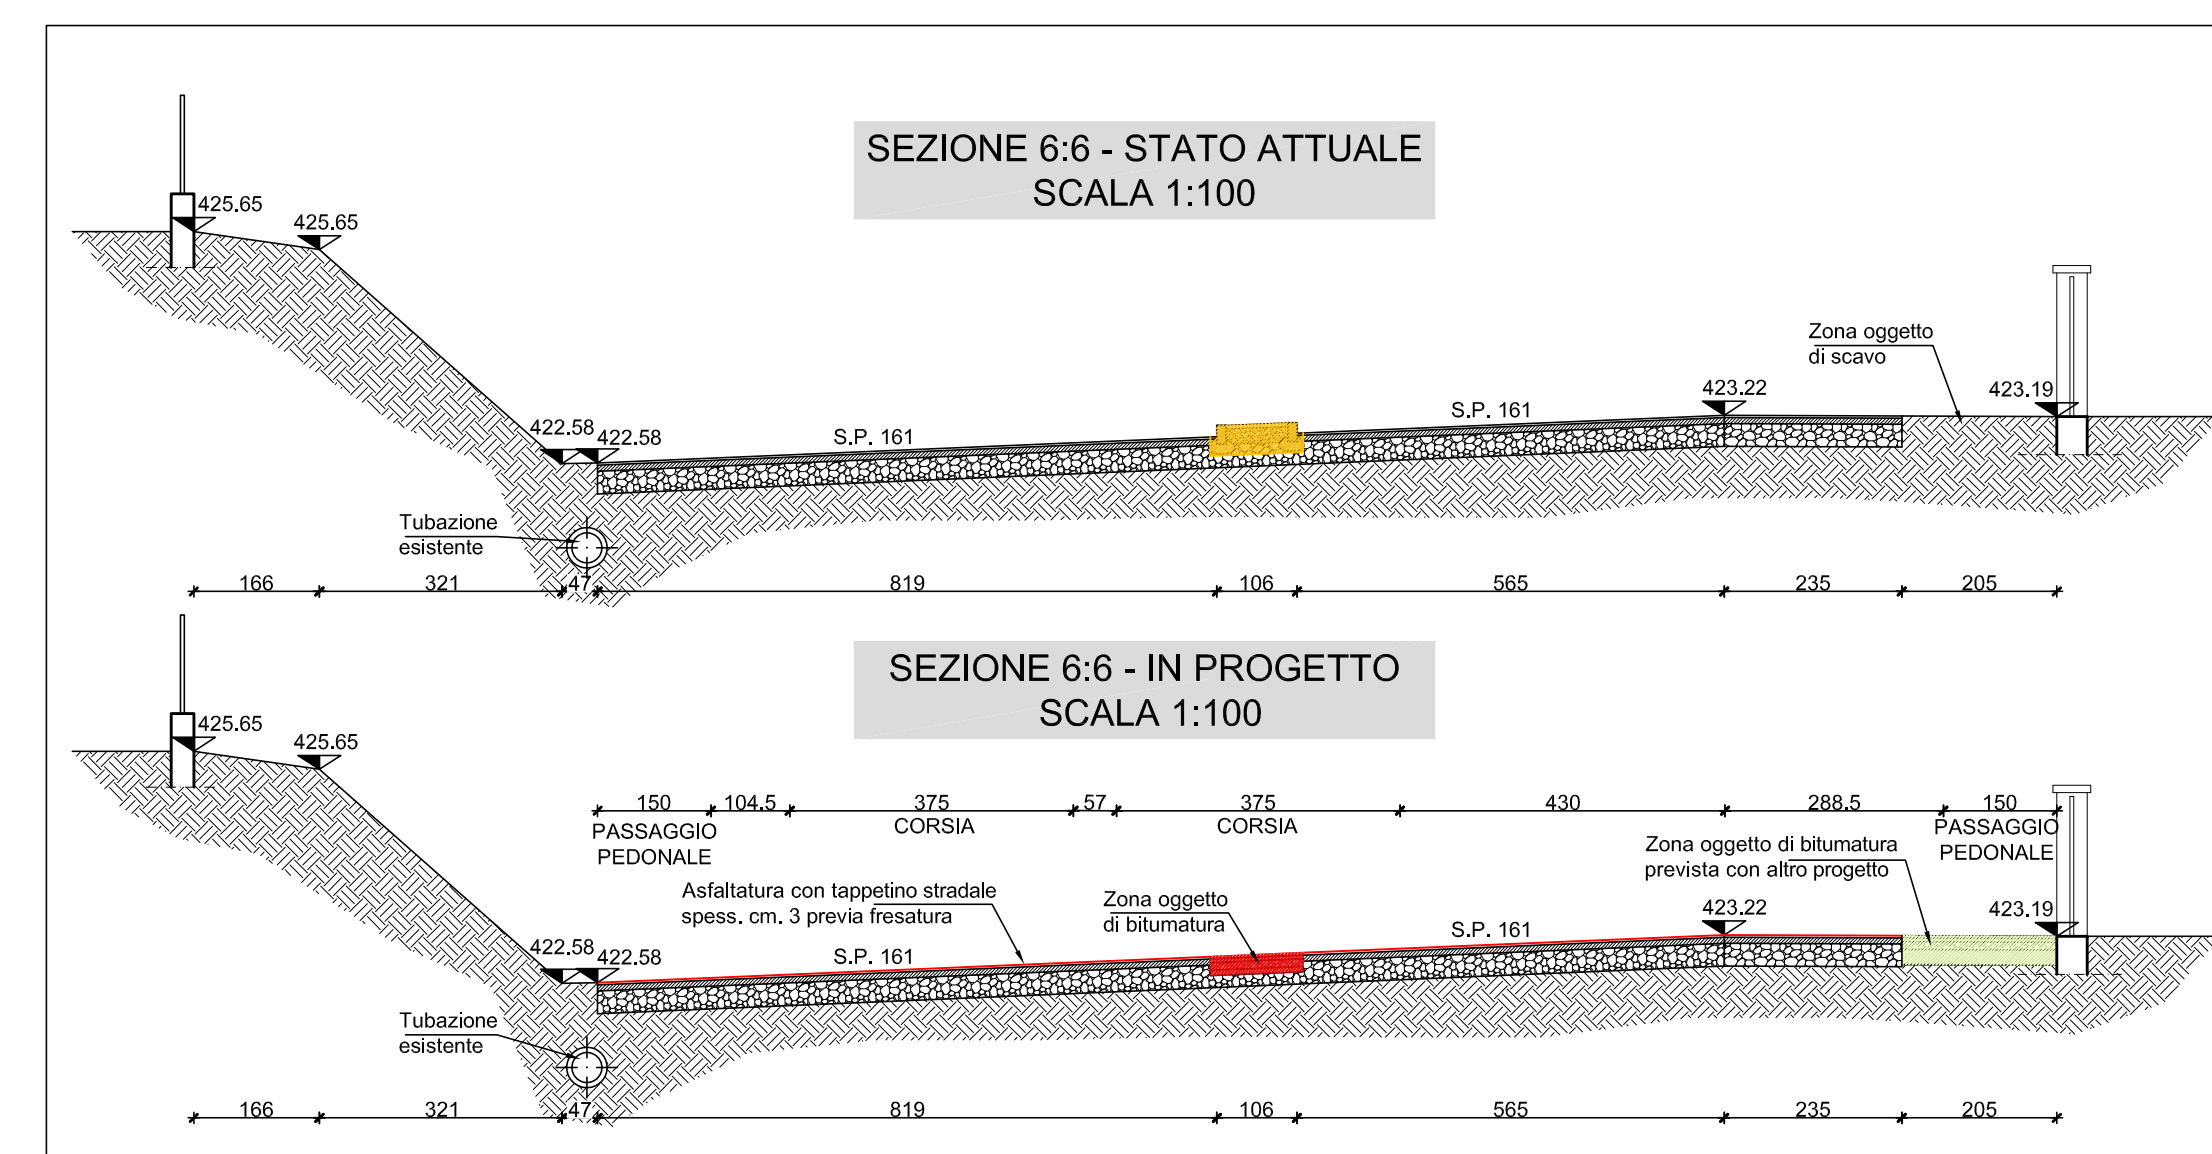 SEZIONE 6:6 - STATO ATTUALE
SCALA 1:100
425.65
425.65
Zona oggetto
di scavo
423.22
423.19
422.58
422.58
S.P. 161
S.P. 161
Tubazione
esistente
166
321
47
819
106
565
235
205
SEZIONE 6:6 - IN PROGETTO
SCALA 1:100
425.65
425.65
150
104.5
375
57
375
430
288.5
150
PASSAGGIO
PEDONALE
CORSIA
CORSIA
PASSAGGIO
PEDONALE
Zona oggetto di bitumatura
prevista con altro progetto
Asfaltatura con tappetino stradale
spess. cm. 3 previa fresatura
Zona oggetto
di bitumatura
423.22
423.19
422.58
422.58
S.P. 161
S.P. 161
Tubazione
esistente
166
321
47
819
106
565
235
205